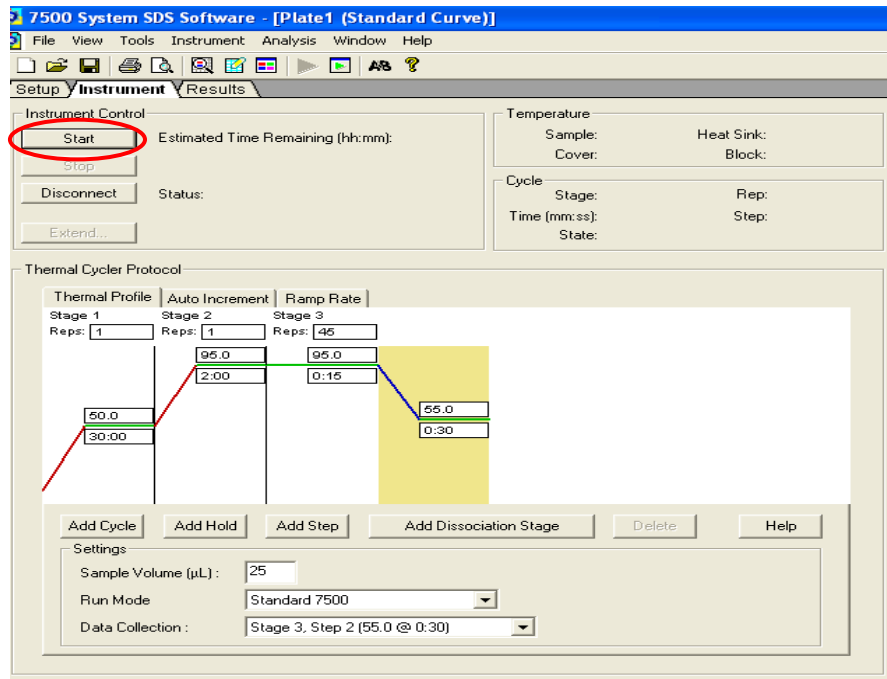 7500 System SDS Software - [Plate1 (Standard Curve)]
File View Tools Instrument Analysis Window Help
Setup Instrument Results
Instrument Control
Start Estimated Time Remaining (hh:mm):
Stop
Disconnect Status:
Extend...
Temperature
Sample: Heat Sink:
Cover: Block:
Cycle
Stage: Rep:
Time (mm:ss): Step:
State:
Thermal Cycler Protocol
Thermal Profile Auto Increment Ramp Rate
Stage 1 Stage 2 Stage 3
Reps: 1 Reps: 1 Reps: 45
95.0 95.0
2:00 0:15
50.0 55.0
30:00 0:30
Add Cycle Add Hold Add Step Add Dissociation Stage Delete Help
Settings
Sample Volume (µL) : 25
Run Mode Standard 7500
Data Collection : Stage 3, Step 2 (55.0 @ 0:30)